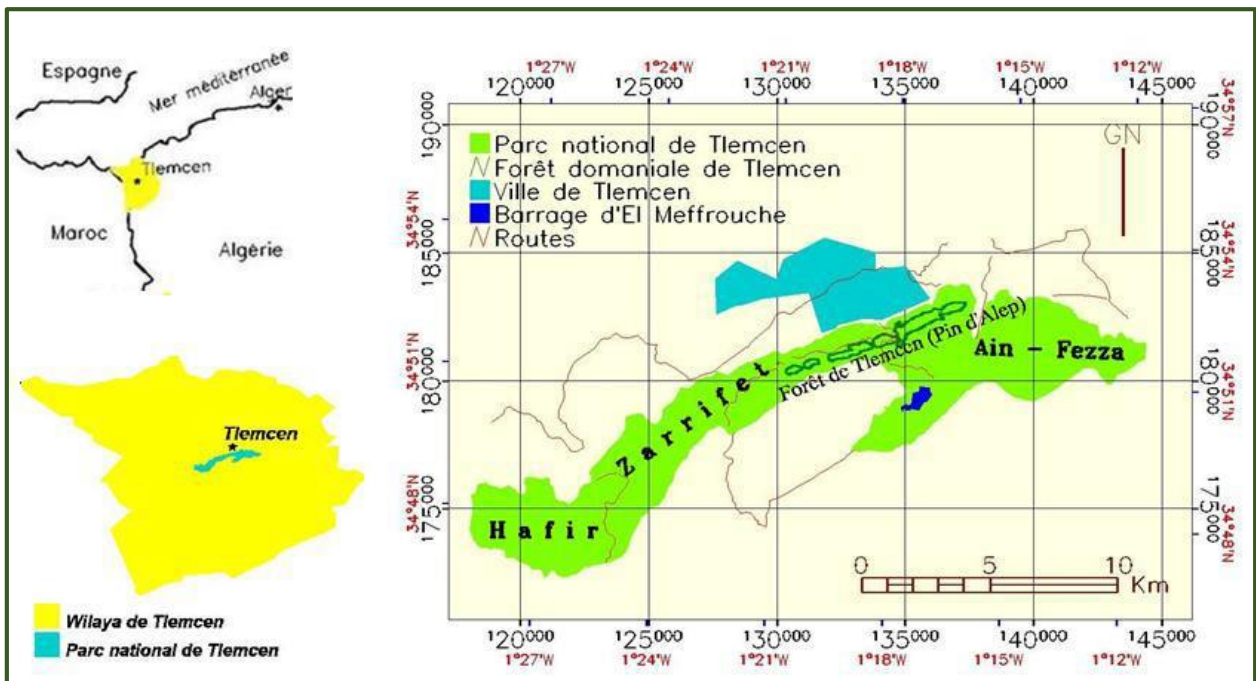 Espagne
Mer méditérranée
Alger
Tlemcen
Maroc
Algérie
Tlemcen
Wilaya de Tlemcen
Parc national de Tlemcen
1°27'W 1°24'W 1°21'W 1°18'W 1°15'W 1°12'W
120000 125000 130000 135000 140000 145000
34°57'N
190000 190000
GN
Parc national de Tlemcen
Forêt domaniale de Tlemcen
Ville de Tlemcen
Barrage d'El Meffrouche
Routes
34°54'N 34°54'N
185000 185000
Forêt de Tlemcen (Pin d'Alep)
Ain - Fezza
34°51'N 34°51'N
180000 180000
Zarrifet
34°48'N 34°48'N
175000 175000
Hafir
0 5 10
Km
120000 125000 130000 135000 140000 145000
1°27'W 1°24'W 1°21'W 1°18'W 1°15'W 1°12'W